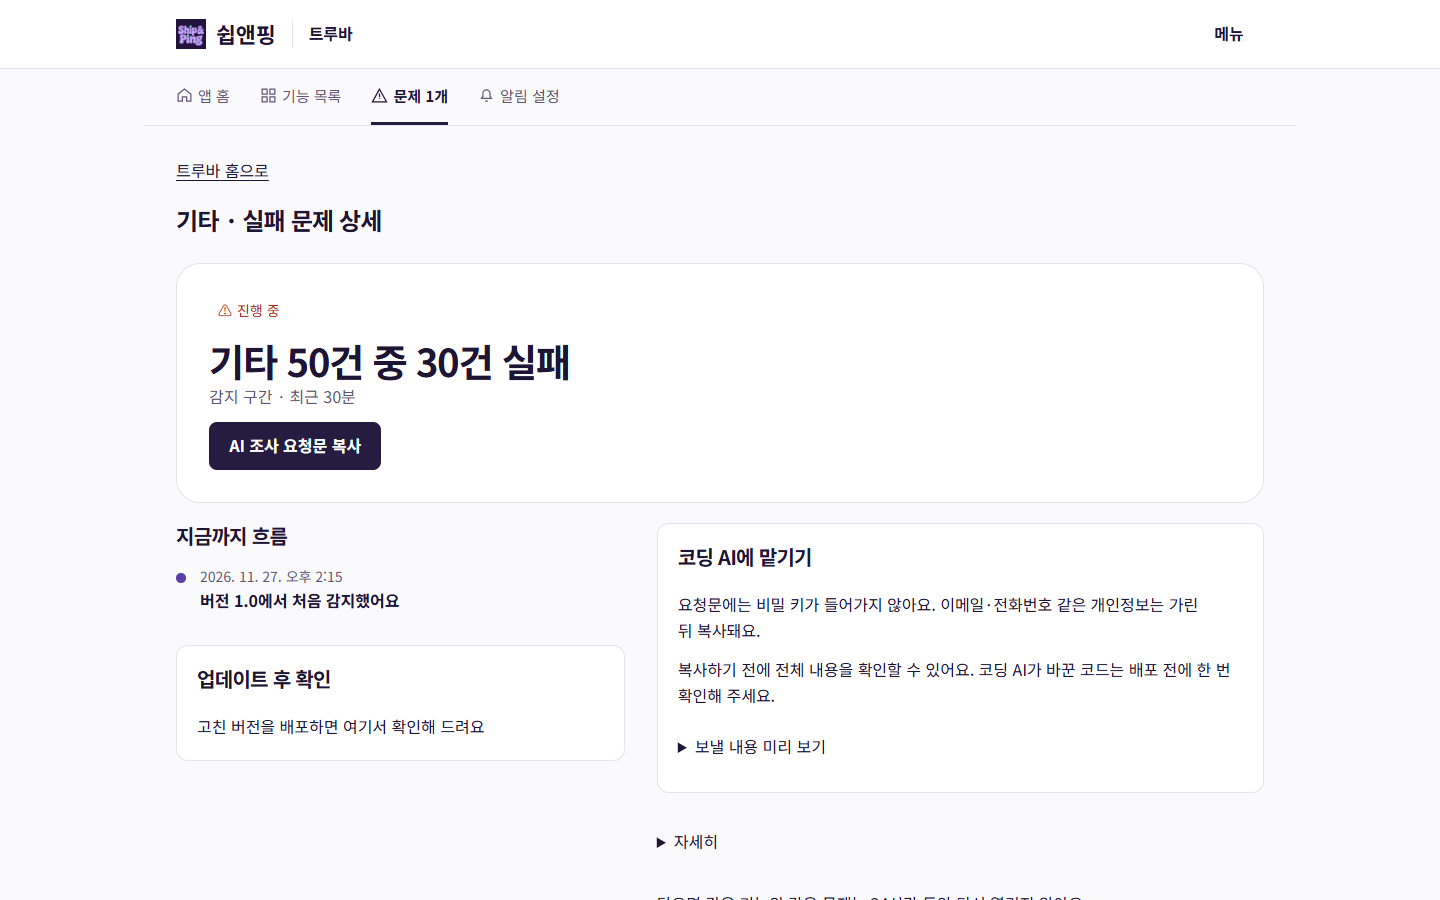 Ship& Ping 쉽앤핑 트루바 메뉴
앱 홈 기능 목록 문제 1개 알림 설정
트루바 홈으로
기타 · 실패 문제 상세
진행 중
기타 50건 중 30건 실패
감지 구간 · 최근 30분
AI 조사 요청문 복사
지금까지 흐름
2026. 11. 27. 오후 2:15
버전 1.0에서 처음 감지했어요
업데이트 후 확인
고친 버전을 배포하면 여기서 확인해 드려요
코딩 AI에 맡기기
요청문에는 비밀 키가 들어가지 않아요. 이메일·전화번호 같은 개인정보는 가린
뒤 복사돼요.
복사하기 전에 전체 내용을 확인할 수 있어요. 코딩 AI가 바꾼 코드는 배포 전에 한 번
확인해 주세요.
▶ 보낼 내용 미리 보기
▶ 자세히